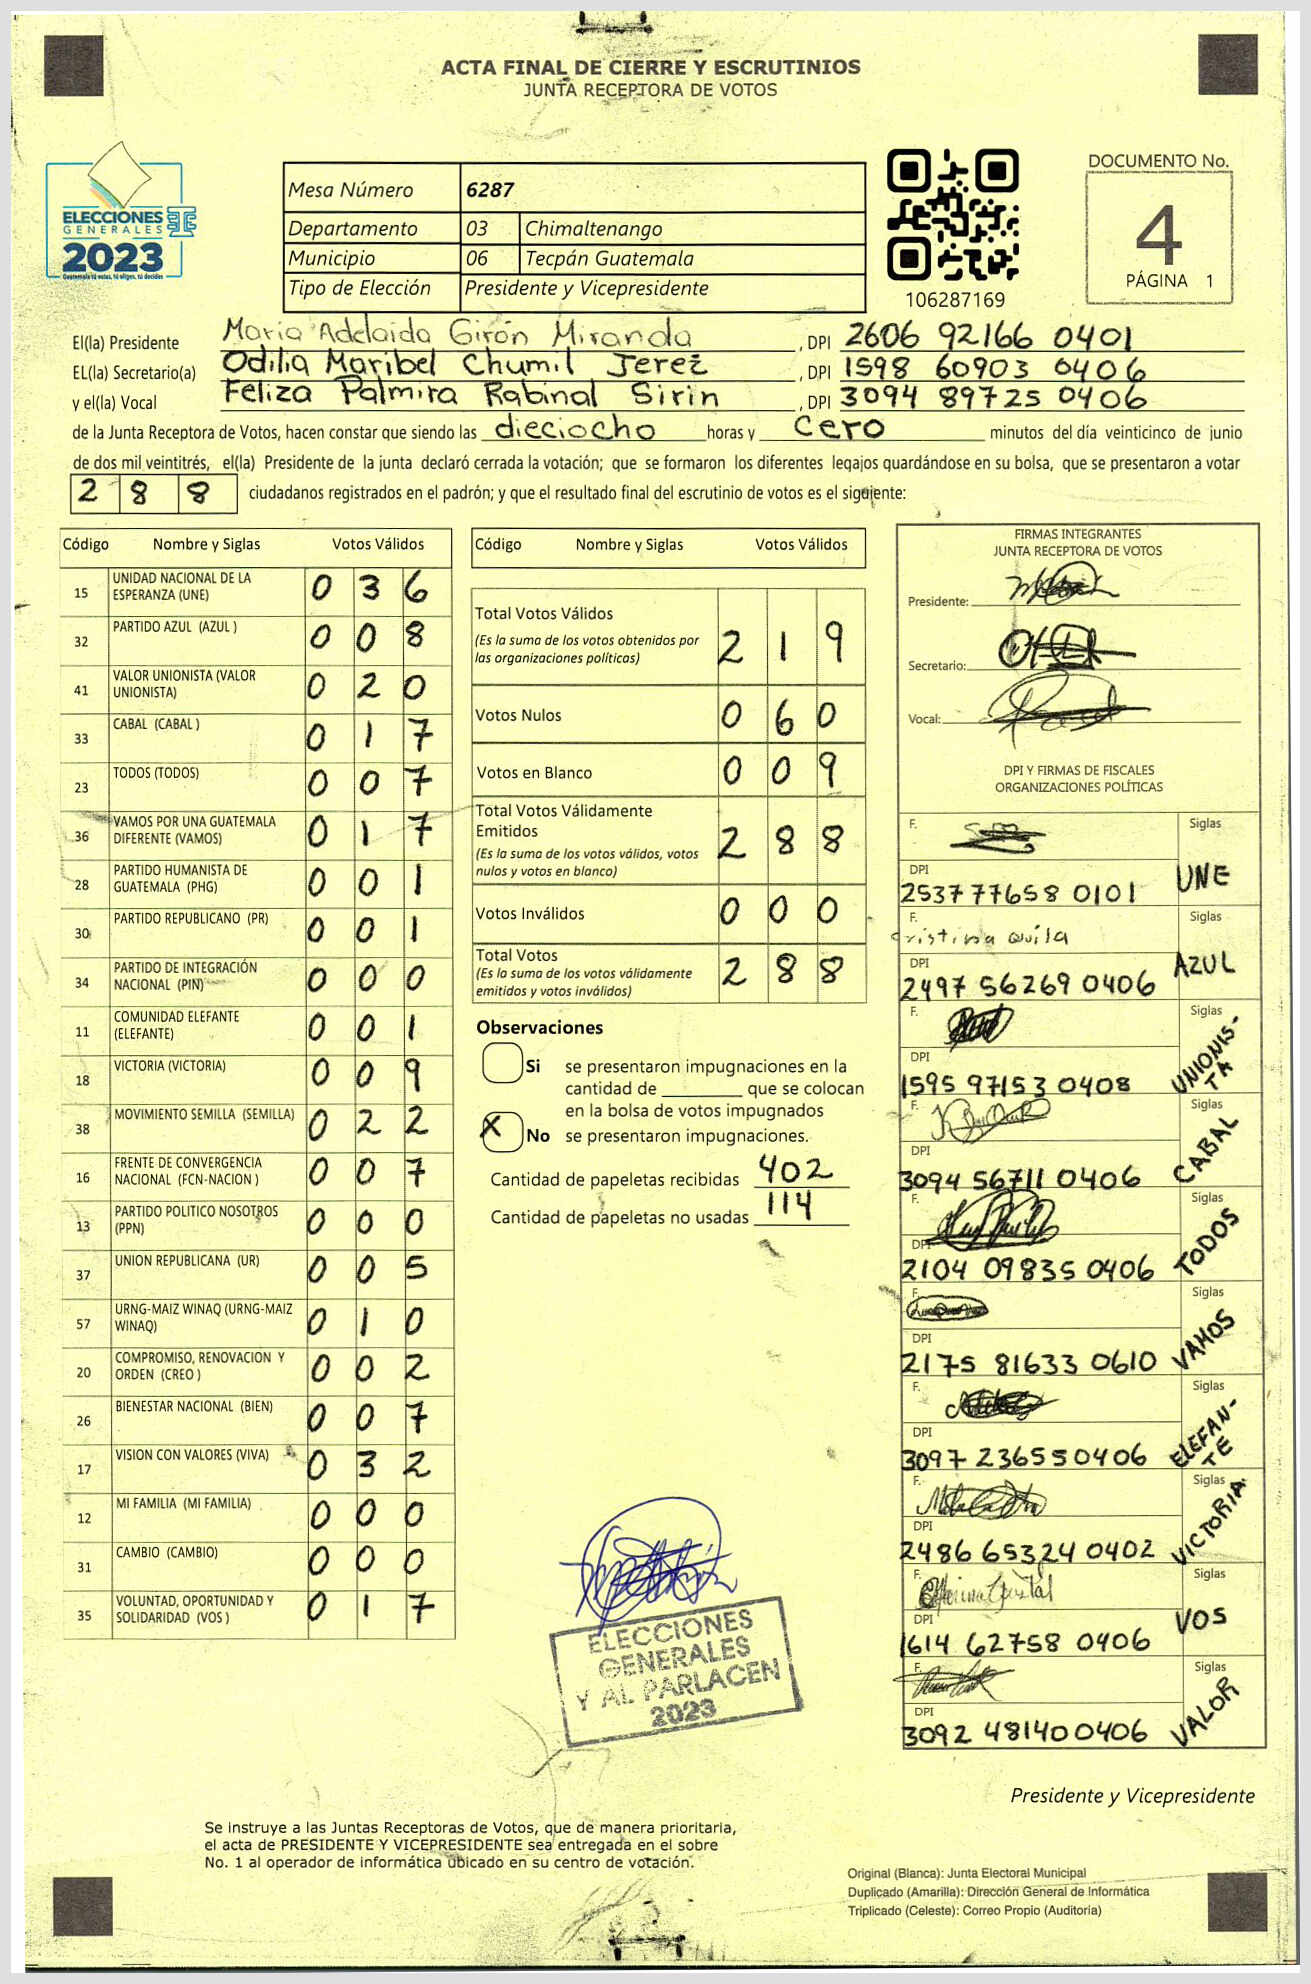 ACTA FINAL DE CIERRE Y ESCRUTINIOS
JUNTA RECEPTORA DE VOTOS
ELECCIONES
GENERALES
2023
Guatemala tú votas, tú eliges, tú decides
Mesa Número 6287
Departamento 03 Chimaltenango
Municipio 06 Tecpán Guatemala
Tipo de Elección Presidente y Vicepresidente
106287169
DOCUMENTO No.
4
PÁGINA 1
El(la) Presidente Maria Adelaida Girón Miranda , DPI 2606 92166 0401
EL(la) Secretario(a) Odilia Maribel Chumil Jerez , DPI 1598 60903 0406
y el(la) Vocal Feliza Palmira Rabinal Sirin , DPI 3094 89725 0406
de la Junta Receptora de Votos, hacen constar que siendo las dieciocho horas y cero minutos del día veinticinco de junio
de dos mil veintitrés, el(la) Presidente de la junta declaró cerrada la votación; que se formaron los diferentes legajos guardándose en su bolsa, que se presentaron a votar
288 ciudadanos registrados en el padrón; y que el resultado final del escrutinio de votos es el siguiente:
Código Nombre y Siglas Votos Válidos
15 UNIDAD NACIONAL DE LA ESPERANZA (UNE) 0 3 6
32 PARTIDO AZUL (AZUL ) 0 0 8
41 VALOR UNIONISTA (VALOR UNIONISTA) 0 2 0
33 CABAL (CABAL ) 0 1 7
23 TODOS (TODOS) 0 0 7
36 VAMOS POR UNA GUATEMALA DIFERENTE (VAMOS) 0 1 7
28 PARTIDO HUMANISTA DE GUATEMALA (PHG) 0 0 1
30 PARTIDO REPUBLICANO (PR) 0 0 1
34 PARTIDO DE INTEGRACIÓN NACIONAL (PIN) 0 0 0
11 COMUNIDAD ELEFANTE (ELEFANTE) 0 0 1
18 VICTORIA (VICTORIA) 0 0 9
38 MOVIMIENTO SEMILLA (SEMILLA) 0 2 2
16 FRENTE DE CONVERGENCIA NACIONAL (FCN-NACION ) 0 0 7
13 PARTIDO POLITICO NOSOTROS (PPN) 0 0 0
37 UNION REPUBLICANA (UR) 0 0 5
57 URNG-MAIZ WINAQ (URNG-MAIZ WINAQ) 0 1 0
20 COMPROMISO, RENOVACION Y ORDEN (CREO ) 0 0 2
26 BIENESTAR NACIONAL (BIEN) 0 0 7
17 VISION CON VALORES (VIVA) 0 3 2
12 MI FAMILIA (MI FAMILIA) 0 0 0
31 CAMBIO (CAMBIO) 0 0 0
35 VOLUNTAD, OPORTUNIDAD Y SOLIDARIDAD (VOS ) 0 1 7
Código Nombre y Siglas Votos Válidos
Total Votos Válidos 2 1 9
(Es la suma de los votos obtenidos por
las organizaciones políticas)
Votos Nulos 0 6 0
Votos en Blanco 0 0 9
Total Votos Válidamente
Emitidos 2 8 8
(Es la suma de los votos válidos, votos
nulos y votos en blanco)
Votos Inválidos 0 0 0
Total Votos 2 8 8
(Es la suma de los votos válidamente
emitidos y votos inválidos)
Observaciones
Si se presentaron impugnaciones en la
cantidad de ________ que se colocan
en la bolsa de votos impugnados
X No se presentaron impugnaciones.
Cantidad de papeletas recibidas 402
Cantidad de papeletas no usadas 114
FIRMAS INTEGRANTES
JUNTA RECEPTORA DE VOTOS
Presidente:
Secretario:
Vocal:
DPI Y FIRMAS DE FISCALES
ORGANIZACIONES POLÍTICAS
F. Siglas
DPI UNE
2537 77658 0101
F. Cristina Siglas
DPI AZUL
2497 56269 0406
F. Siglas
DPI UNIONIS-
TA
1595 97153 0408
F. Siglas
DPI CABAL
3094 56711 0406
F. Siglas
DPI TODOS
2104 09835 0406
F. Siglas
DPI VAMOS
2175 81633 0610
F. Siglas
DPI ELEFAN-
TE
3097 23655 0406
F. Siglas
DPI VICTORIA
2486 65324 0402
F. Siglas
DPI VOS
1614 62758 0406
F. Siglas
DPI VALOR
3092 48140 0406
ELECCIONES
GENERALES
Y AL PARLACEN
2023
Presidente y Vicepresidente
Se instruye a las Juntas Receptoras de Votos, que de manera prioritaria,
el acta de PRESIDENTE Y VICEPRESIDENTE sea entregada en el sobre
No. 1 al operador de informática ubicado en su centro de votación.
Original (Blanca): Junta Electoral Municipal
Duplicado (Amarilla): Dirección General de Informática
Triplicado (Celeste): Correo Propio (Auditoría)